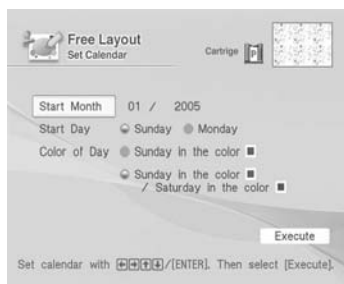 Free Layout
Set Calendar
Cartrige P
Start Month 01 / 2005
Start Day Sunday Monday
Color of Day Sunday in the color
Sunday in the color
/ Saturday in the color
Execute
Set calendar with /[ENTER]. Then select [Execute].